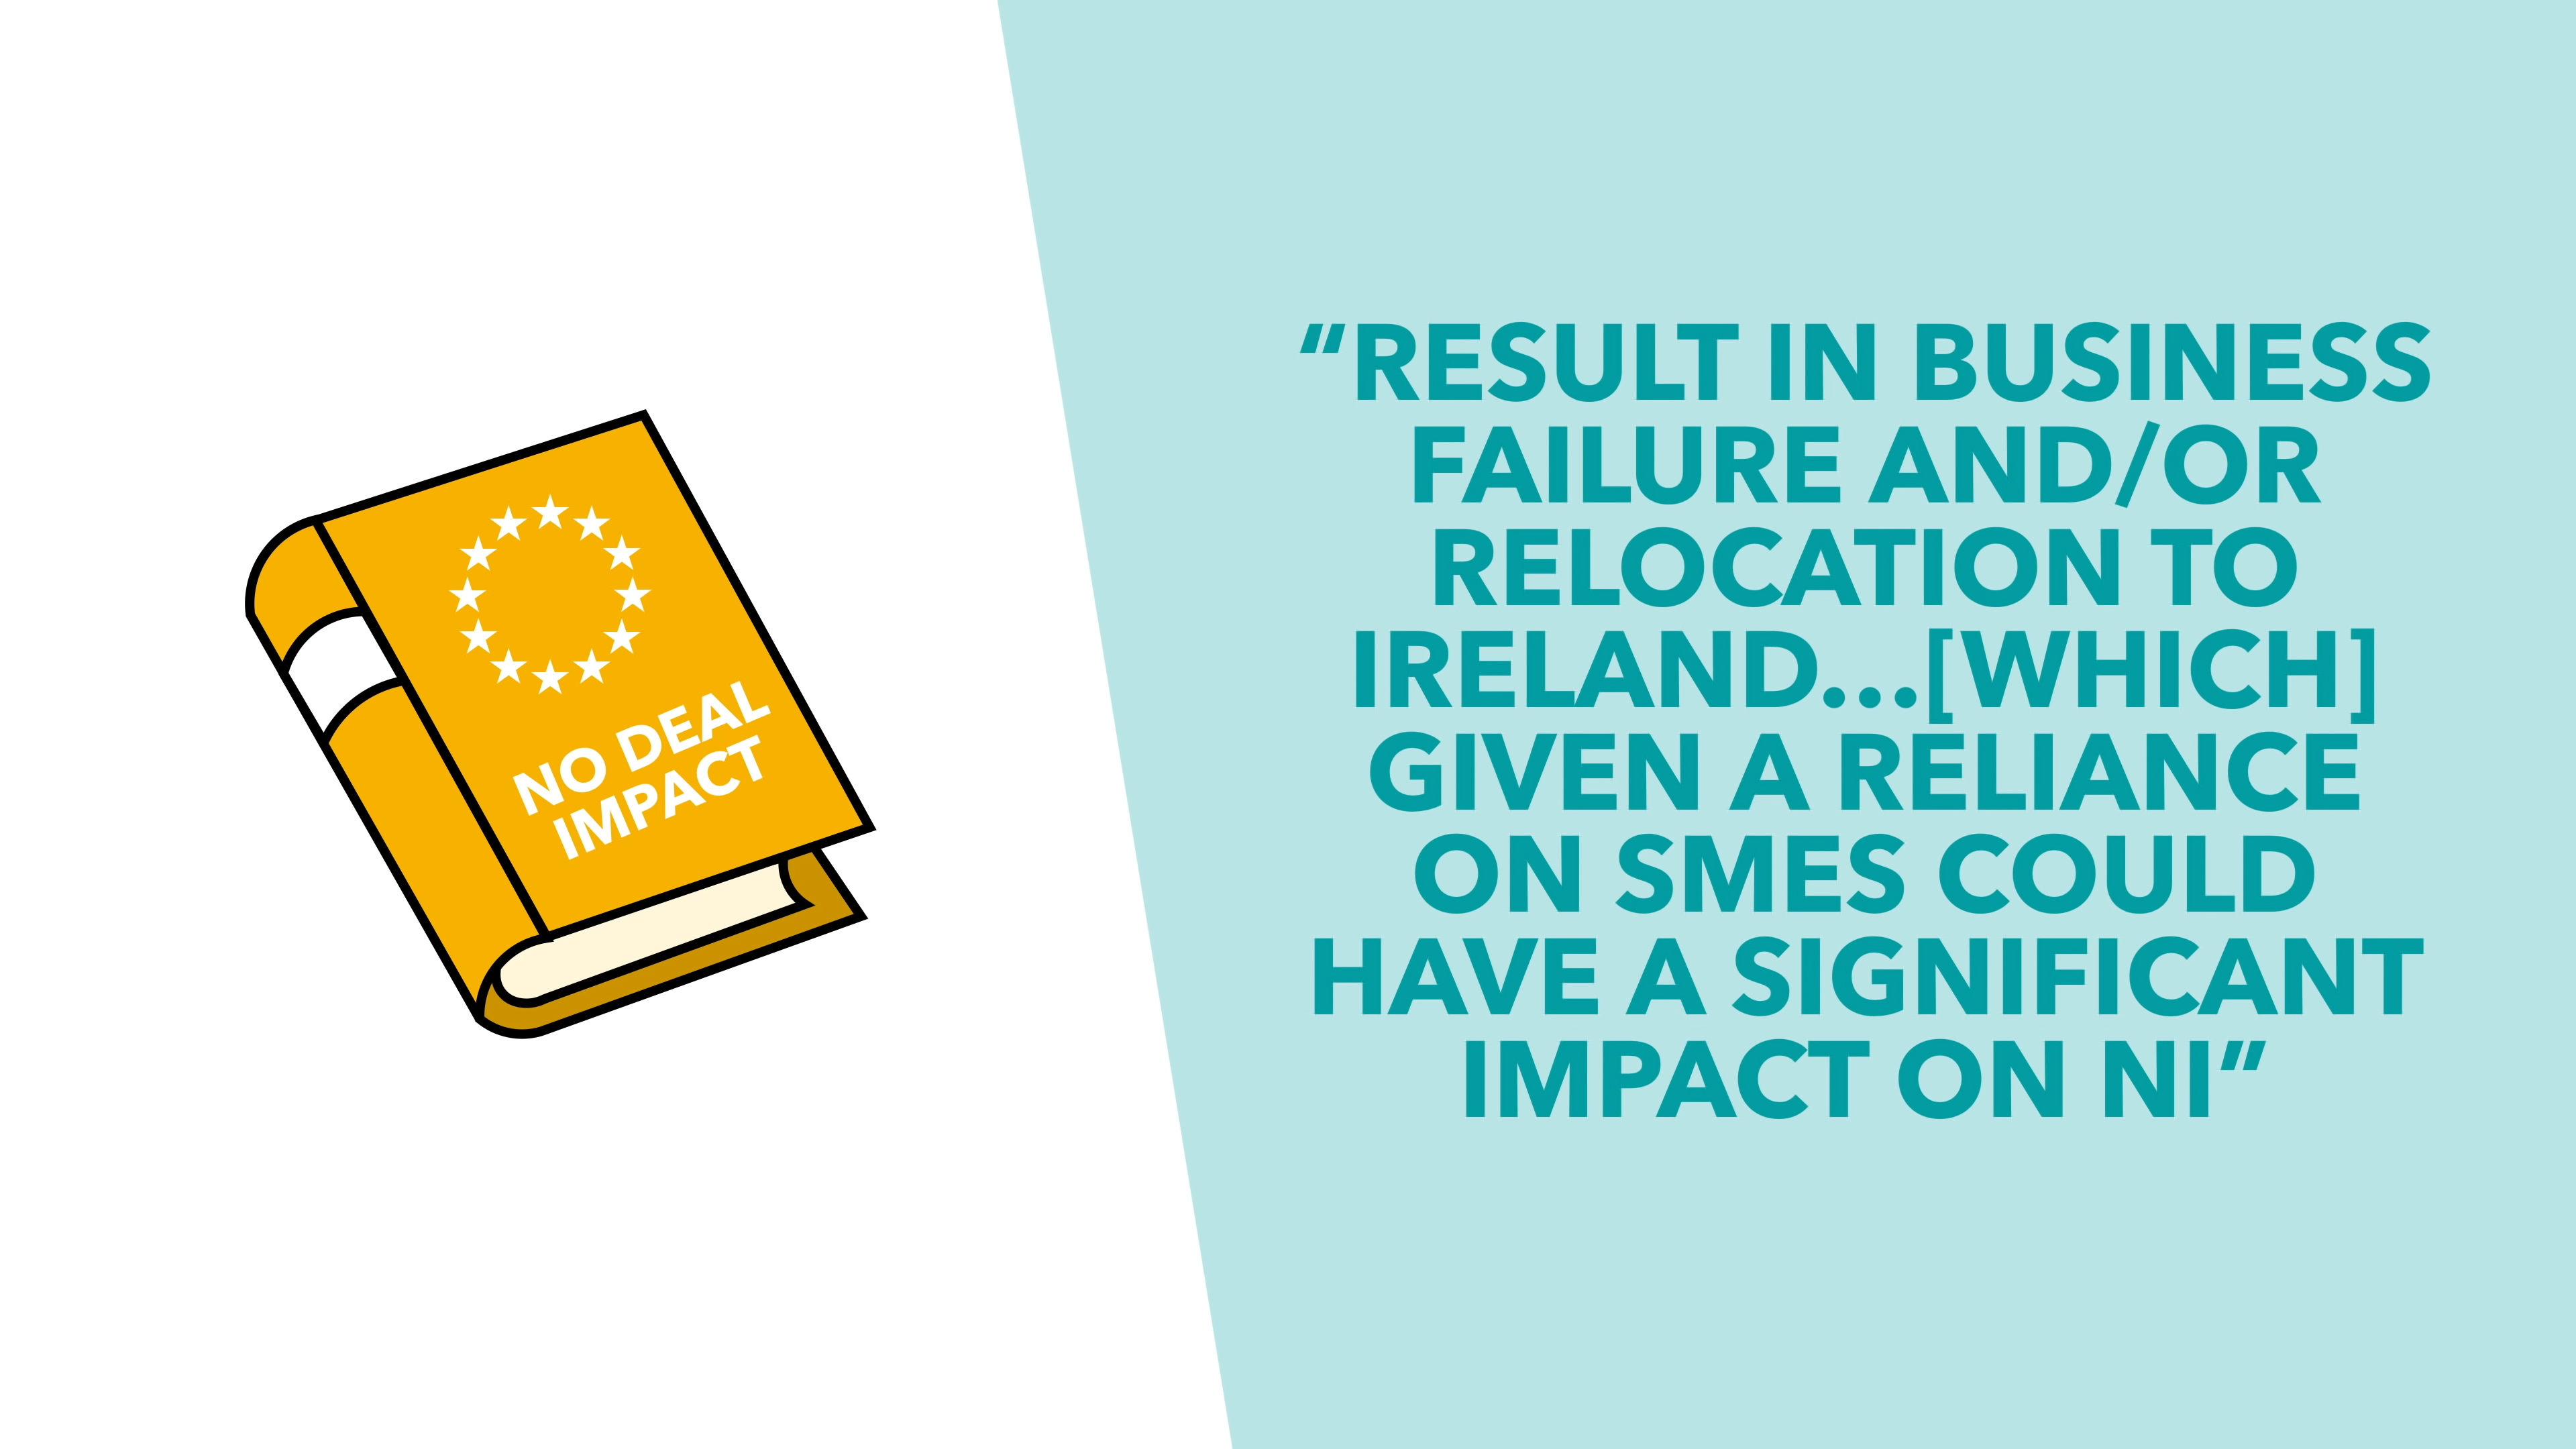 NO DEAL
IMPACT
“RESULT IN BUSINESS
FAILURE AND/OR
RELOCATION TO
IRELAND...[WHICH]
GIVEN A RELIANCE
ON SMES COULD
HAVE A SIGNIFICANT
IMPACT ON NI“